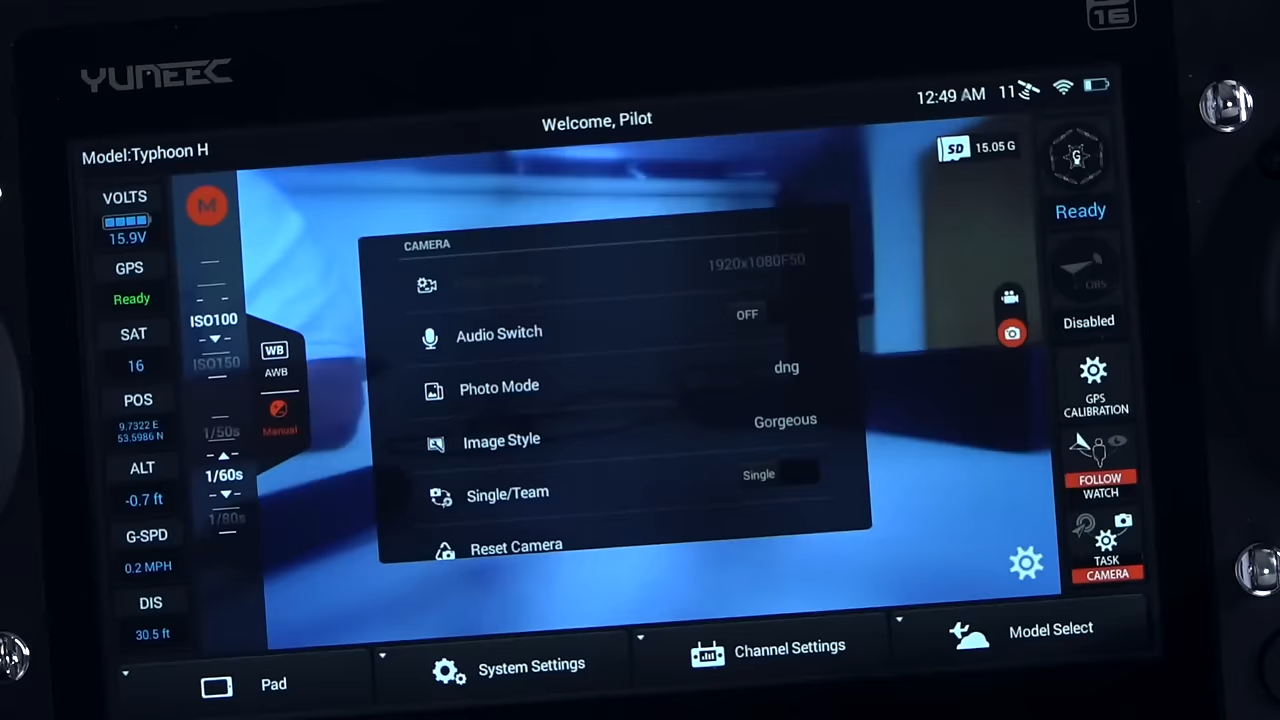 16
YUNEEC
12:49 AM 11
Welcome, Pilot
Model:Typhoon H
SD 15.05 G
VOLTS
15.9V
GPS
Ready
SAT
16
POS
9.7322 E
53.5986 N
ALT
-0.7 ft
G-SPD
0.2 MPH
DIS
30.5 ft
M
ISO100
ISO150
1/50s
1/60s
1/80s
WB
AWB
Manual
CAMERA
1920x1080F50
Audio Switch OFF
Photo Mode dng
Image Style Gorgeous
Single/Team Single
Reset Camera
G
Ready
OBS
Disabled
GPS
CALIBRATION
FOLLOW
WATCH
TASK
CAMERA
Pad
System Settings
Channel Settings
Model Select